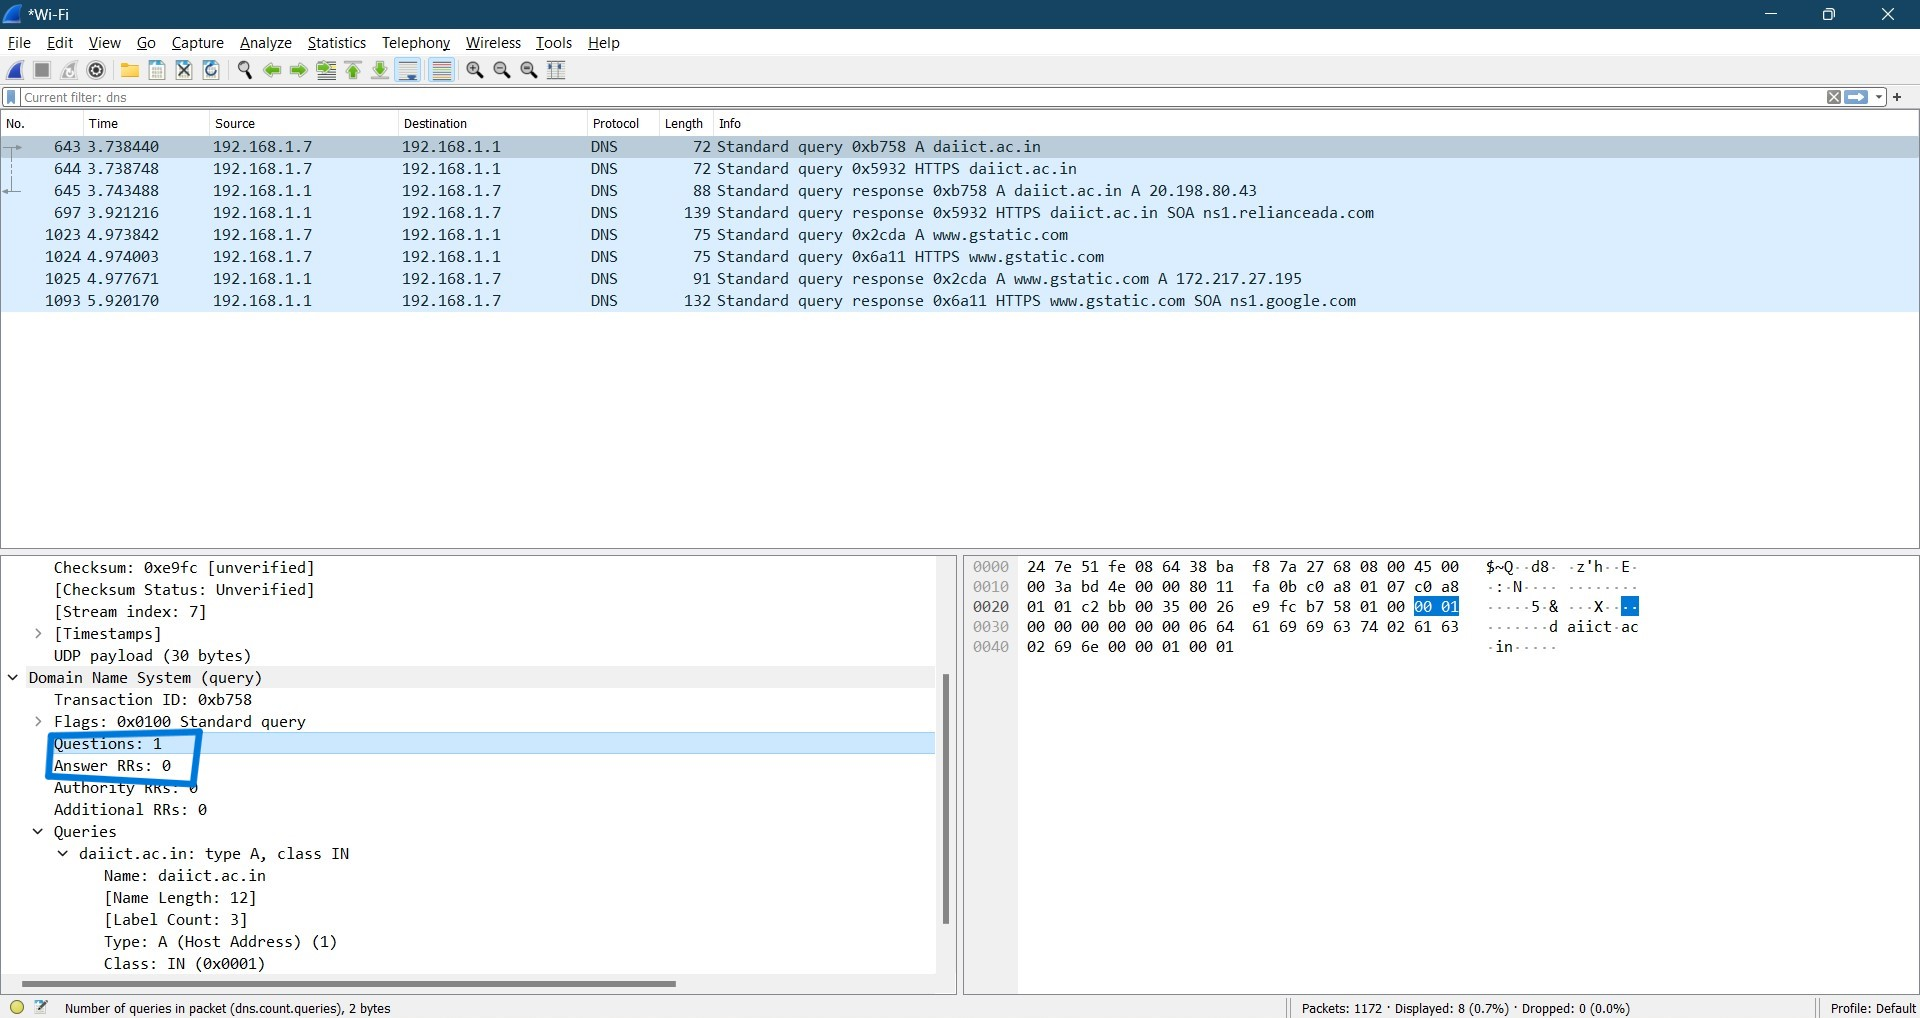 *Wi-Fi
File Edit View Go Capture Analyze Statistics Telephony Wireless Tools Help
Current filter: dns
No. Time Source Destination Protocol Length Info
643 3.738440 192.168.1.7 192.168.1.1 DNS 72 Standard query 0xb758 A daiict.ac.in
644 3.738748 192.168.1.7 192.168.1.1 DNS 72 Standard query 0x5932 HTTPS daiict.ac.in
645 3.743488 192.168.1.1 192.168.1.7 DNS 88 Standard query response 0xb758 A daiict.ac.in A 20.198.80.43
697 3.921216 192.168.1.1 192.168.1.7 DNS 139 Standard query response 0x5932 HTTPS daiict.ac.in SOA ns1.relianceada.com
1023 4.973842 192.168.1.7 192.168.1.1 DNS 75 Standard query 0x2cda A www.gstatic.com
1024 4.974003 192.168.1.7 192.168.1.1 DNS 75 Standard query 0x6a11 HTTPS www.gstatic.com
1025 4.977671 192.168.1.1 192.168.1.7 DNS 91 Standard query response 0x2cda A www.gstatic.com A 172.217.27.195
1093 5.920170 192.168.1.1 192.168.1.7 DNS 132 Standard query response 0x6a11 HTTPS www.gstatic.com SOA ns1.google.com
Checksum: 0xe9fc [unverified]
[Checksum Status: Unverified]
[Stream index: 7]
[Timestamps]
UDP payload (30 bytes)
Domain Name System (query)
Transaction ID: 0xb758
Flags: 0x0100 Standard query
Questions: 1
Answer RRs: 0
Authority RRs: 0
Additional RRs: 0
Queries
daiict.ac.in: type A, class IN
Name: daiict.ac.in
[Name Length: 12]
[Label Count: 3]
Type: A (Host Address) (1)
Class: IN (0x0001)
0000 24 7e 51 fe 08 64 38 ba f8 7a 27 68 08 00 45 00 $~Q··d8· ·z'h··E·
0010 00 3a bd 4e 00 00 80 11 fa 0b c0 a8 01 07 c0 a8 ·:·N···· ········
0020 01 01 c2 bb 00 35 00 26 e9 fc b7 58 01 00 00 01 ·····5·& ···X····
0030 00 00 00 00 00 00 06 64 61 69 69 63 74 02 61 63 ·······d aiict·ac
0040 02 69 6e 00 00 01 00 01 ·in·····
Number of queries in packet (dns.count.queries), 2 bytes
Packets: 1172 · Displayed: 8 (0.7%) · Dropped: 0 (0.0%)
Profile: Default